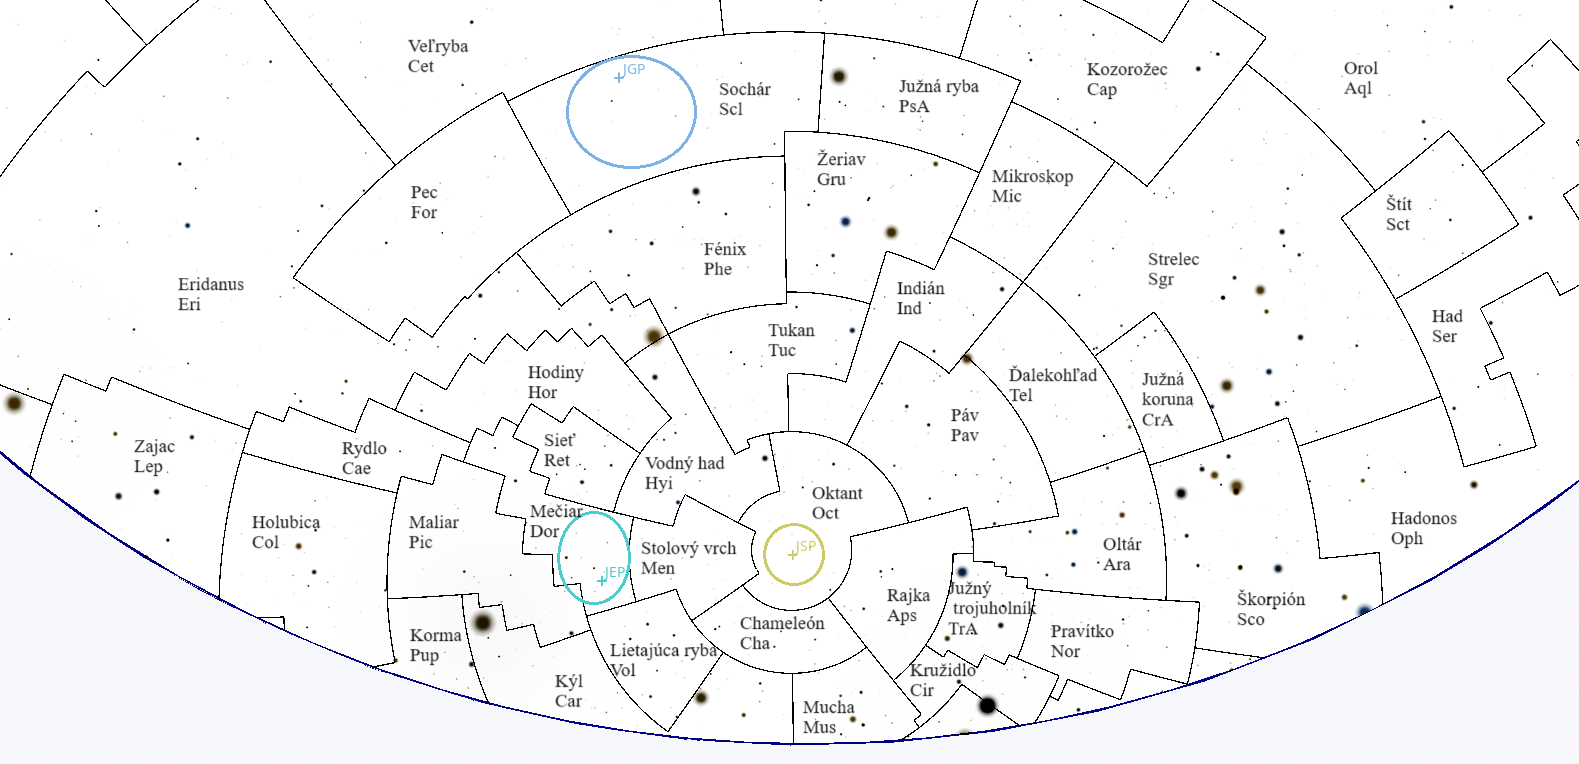 Veľryba
Cet
JGP
Sochár
Scl
Južná ryba
PsA
Kozorožec
Cap
Orol
Aql
Pec
For
Žeriav
Gru
Mikroskop
Mic
Štít
Sct
Fénix
Phe
Strelec
Sgr
Eridanus
Eri
Indián
Ind
Had
Ser
Tukan
Tuc
Hodiny
Hor
Ďalekohľad
Tel
Južná
koruna
CrA
Páv
Pav
Zajac
Lep
Rydlo
Cae
Sieť
Ret
Vodný had
Hyi
Oktant
Oct
Holubica
Col
Maliar
Pic
Mečiar
Dor
Hadonos
Oph
Stolový vrch
Men
JSP
JEP
Oltár
Ara
Rajka
Aps
Južný
trojuholník
TrA
Škorpión
Sco
Korma
Pup
Lietajúca ryba
Vol
Chameleón
Cha
Pravítko
Nor
Kýl
Car
Kružidlo
Cir
Mucha
Mus